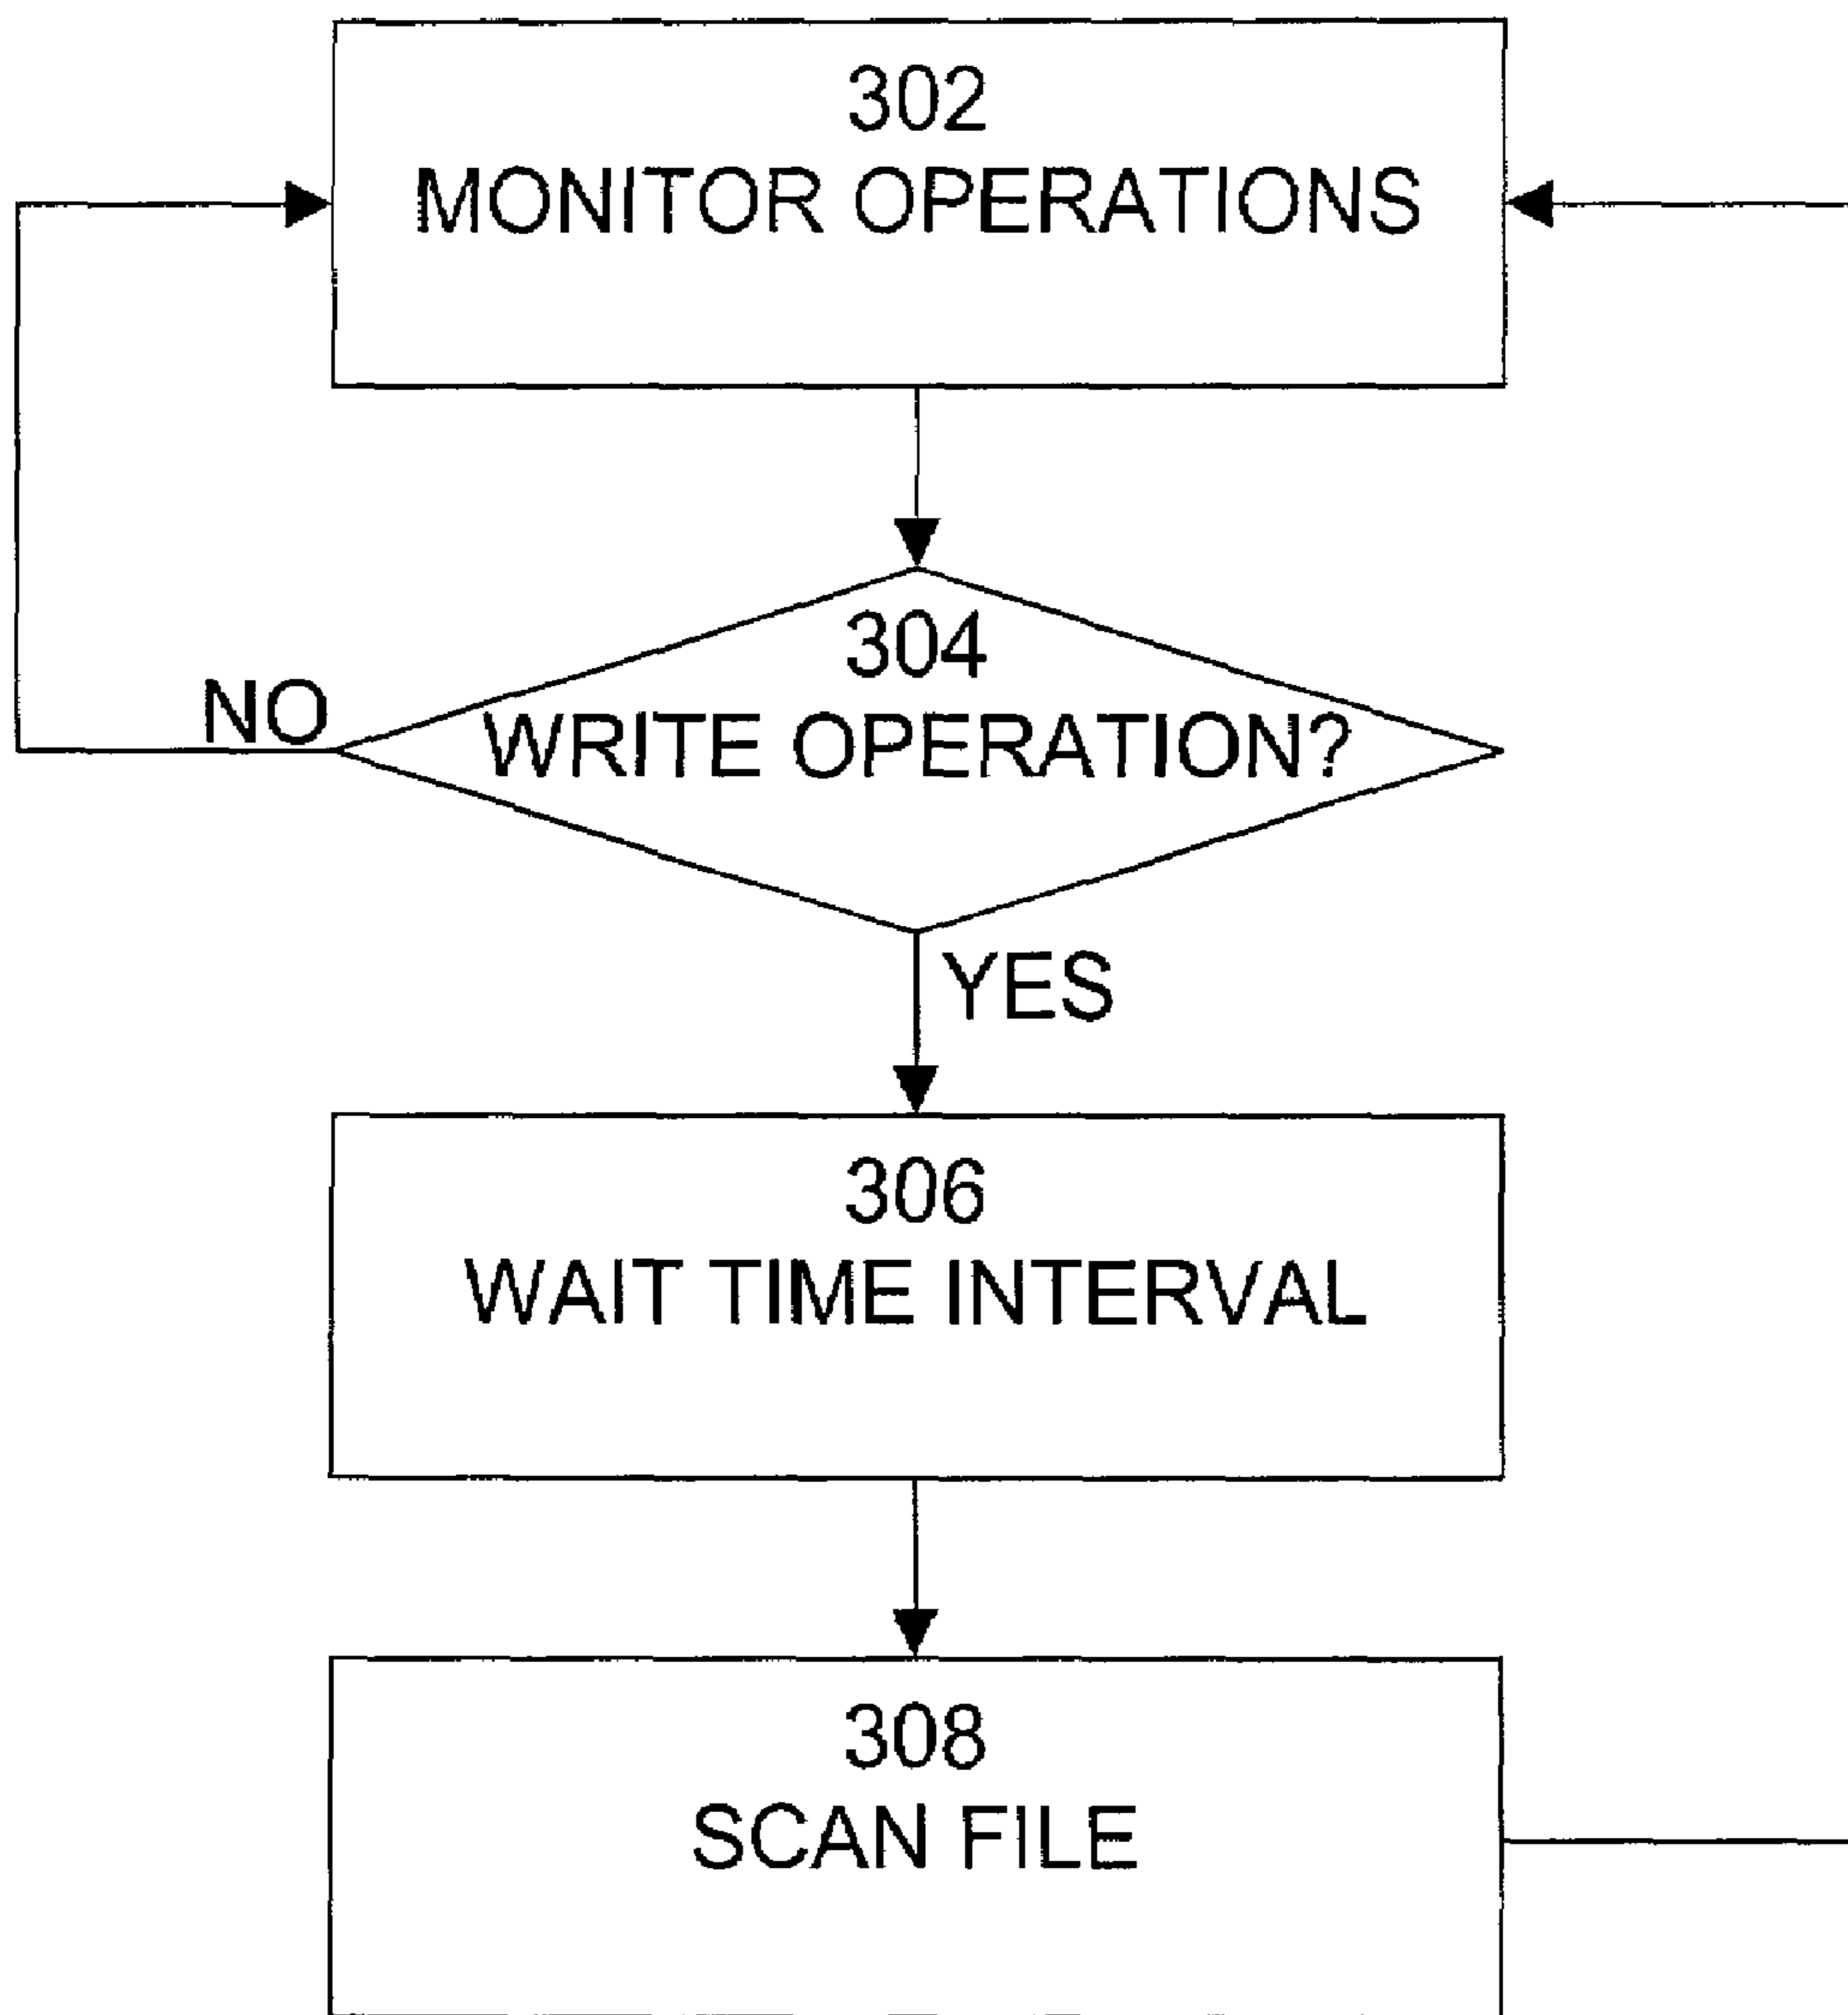 302
MONITOR OPERATIONS
304
NO
WRITE OPERATION?
YES
306
WAIT TIME INTERVAL
308
SCAN FILE